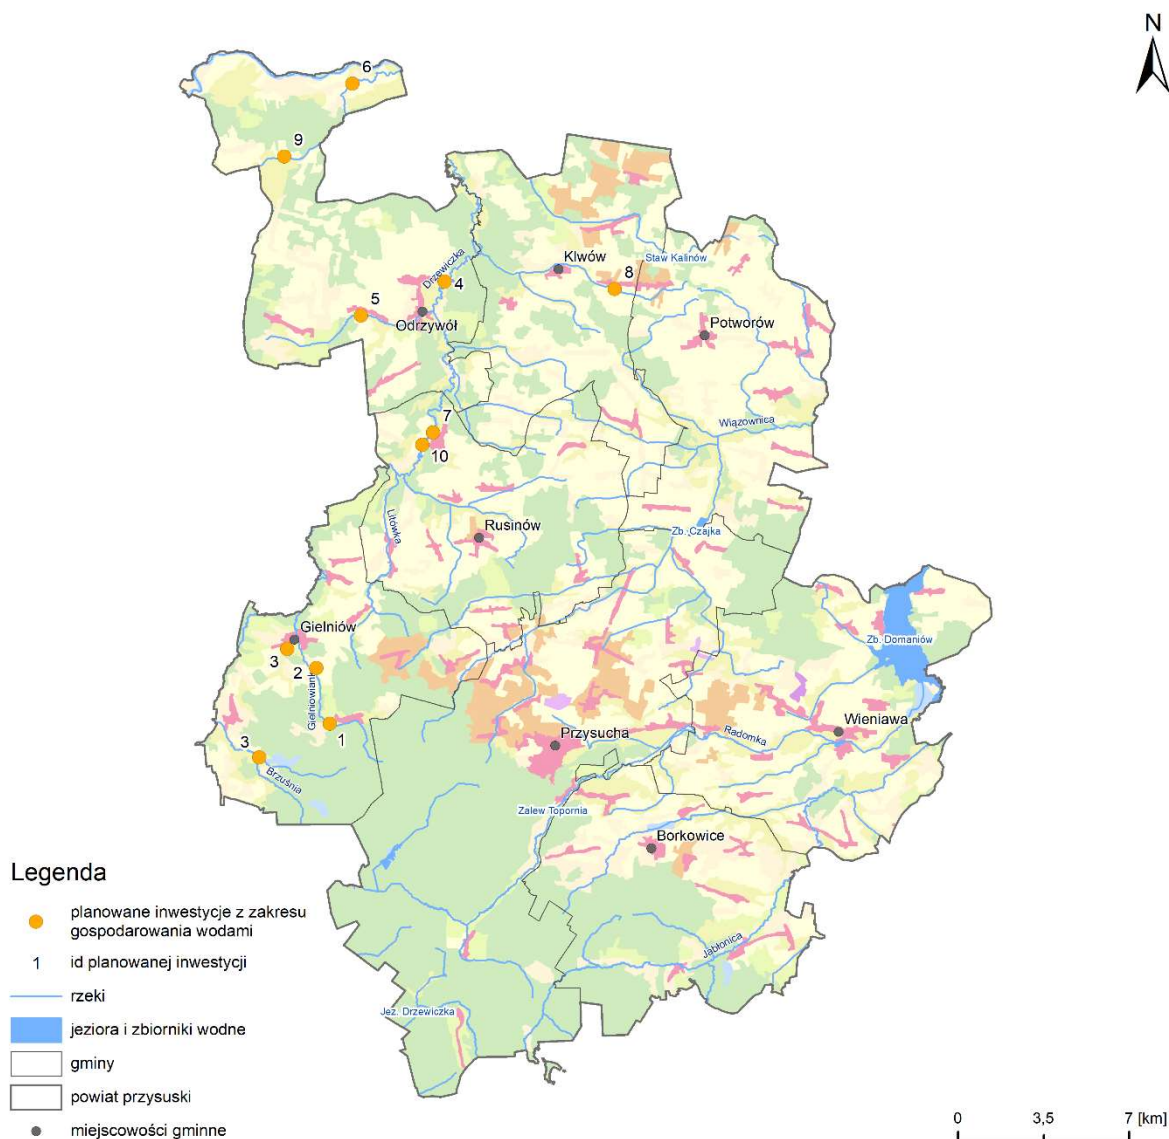 N
6
9
Klwów
Staw Kalinów
Drzewiczka
4
8
5
Odrzywół
Potworów
7
Wiązownica
10
Litówka
Rusinów
Zb. Czajka
Gielniów
Zb. Domaniów
3
2
Gielniowianka
1
Przysucha
Radomka
Wieniawa
3
Brzuśnia
Zalew Topornia
Borkowice
Jabłonica
Jez. Drzewiczka
Legenda
planowane inwestycje z zakresu
gospodarowania wodami
1 id planowanej inwestycji
rzeki
jeziora i zbiorniki wodne
gminy
powiat przysuski
miejscowości gminne
0 3,5 7 [km]